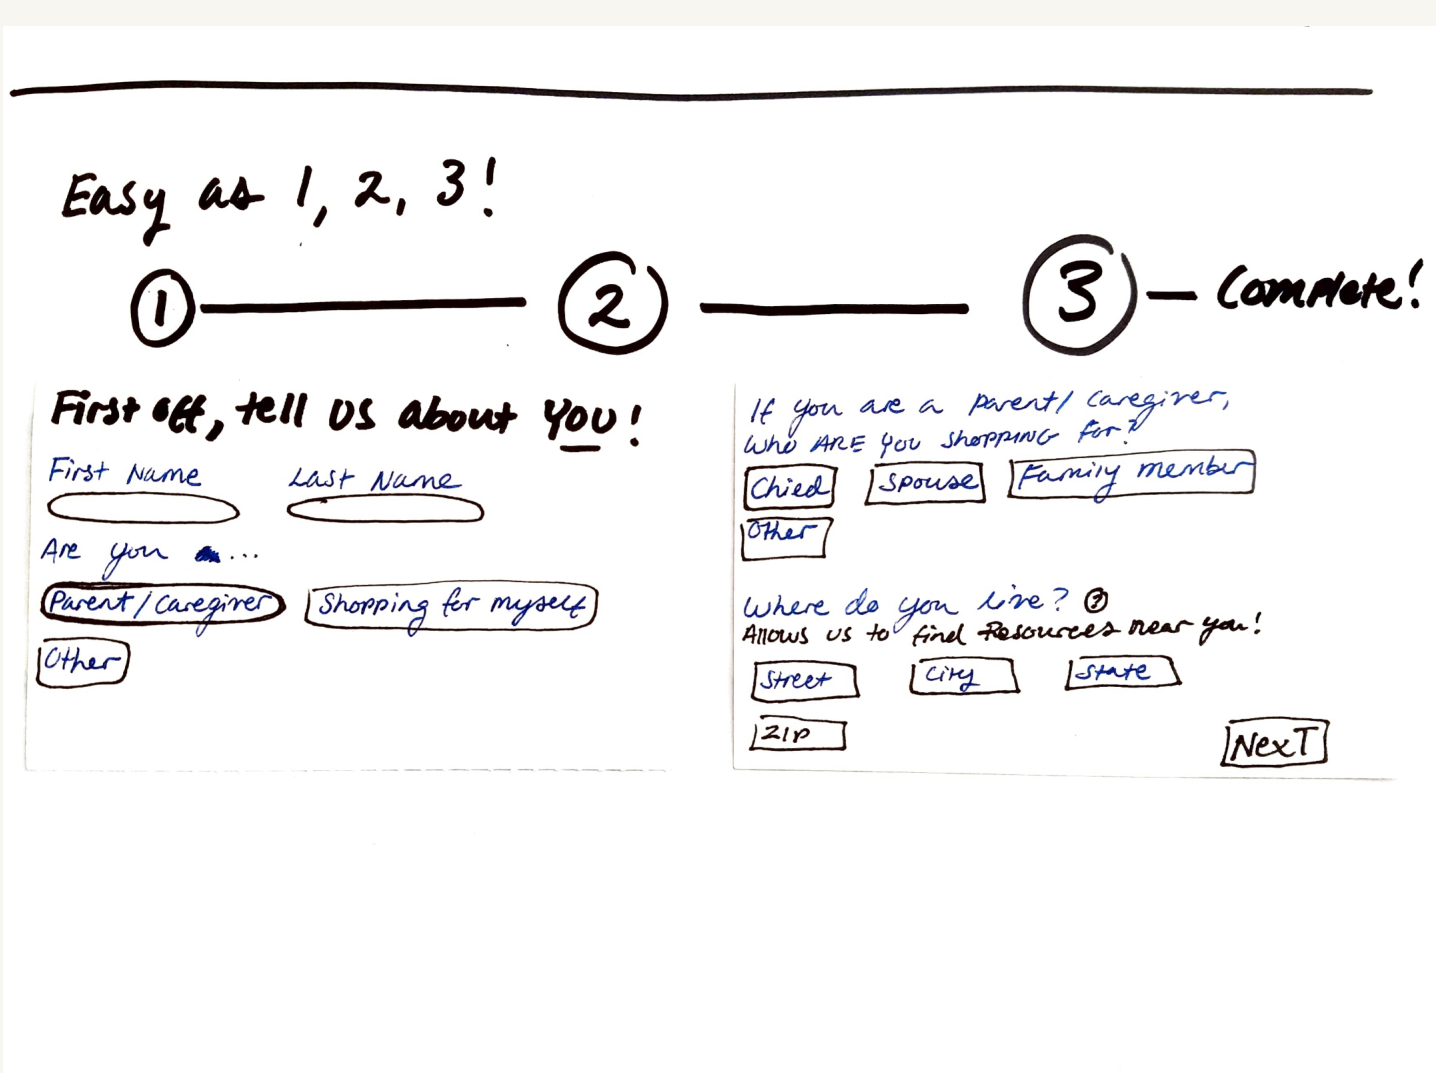 Easy as 1, 2, 3!
1 2 3 Complete!
First off, tell us about you!
First Name Last Name
Are you ...
Parent/Caregiver Shopping for myself
Other
If you are a parent/caregiver,
who ARE you shopping for?
Child Spouse Family member
Other
Where do you live? ?
Allows us to find Resources near you!
Street City State
Zip
Next